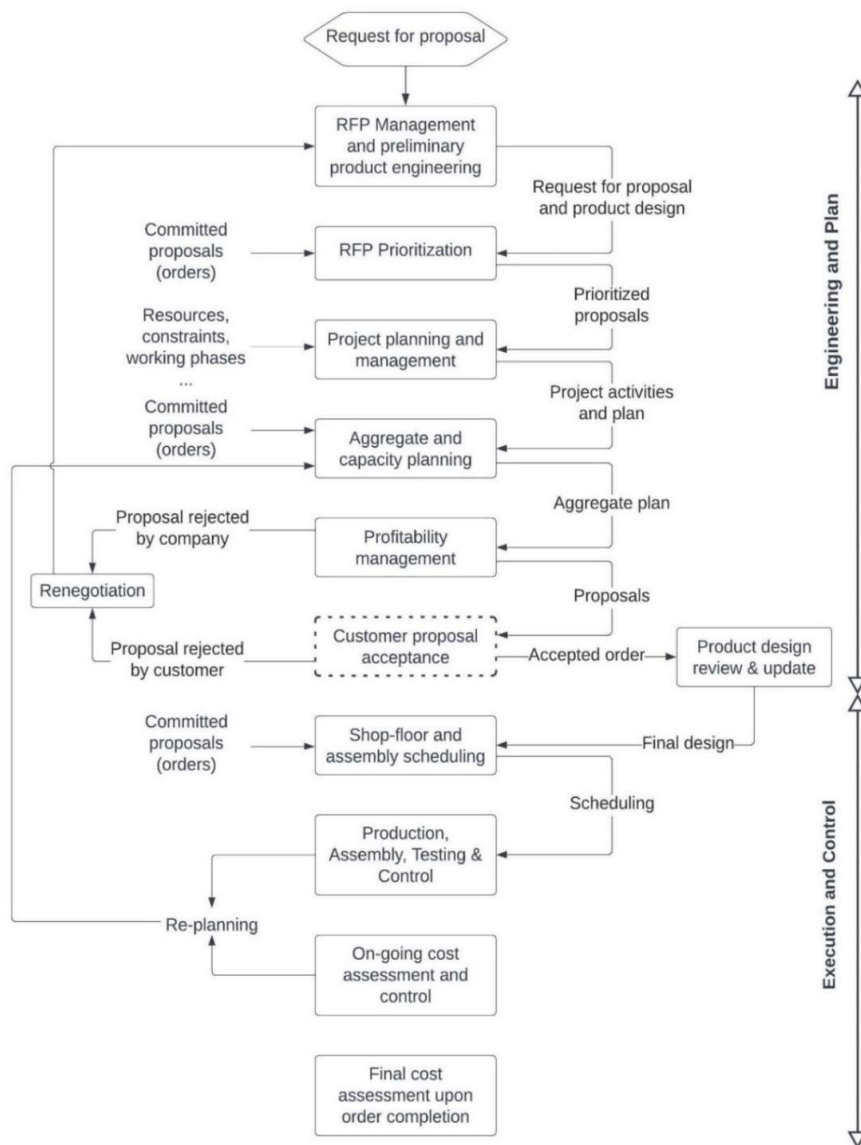 Request for proposal
RFP Management
and preliminary
product engineering
Request for proposal
and product design
Committed
proposals
(orders)
RFP Prioritization
Prioritized
proposals
Resources,
constraints,
working phases
...
Project planning and
management
Project activities
and plan
Committed
proposals
(orders)
Aggregate and
capacity planning
Aggregate plan
Proposal rejected
by company
Profitability
management
Renegotiation
Proposals
Proposal rejected
by customer
Customer proposal
acceptance
Accepted order
Product design
review & update
Engineering and Plan
Committed
proposals
(orders)
Shop-floor and
assembly scheduling
Final design
Scheduling
Production,
Assembly, Testing &
Control
Re-planning
On-going cost
assessment and
control
Final cost
assessment upon
order completion
Execution and Control